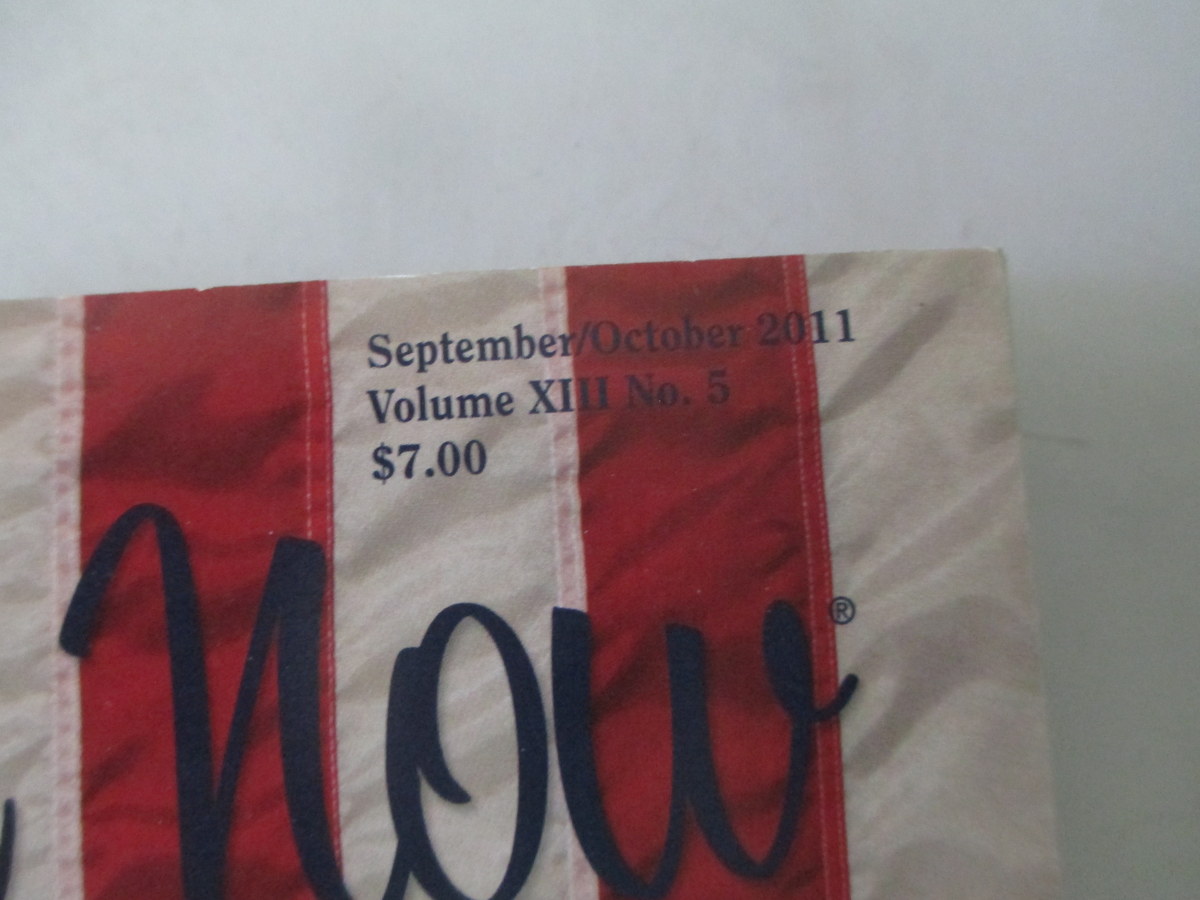 September/October 2011
Volume XIII No. 5
$7.00
Now®